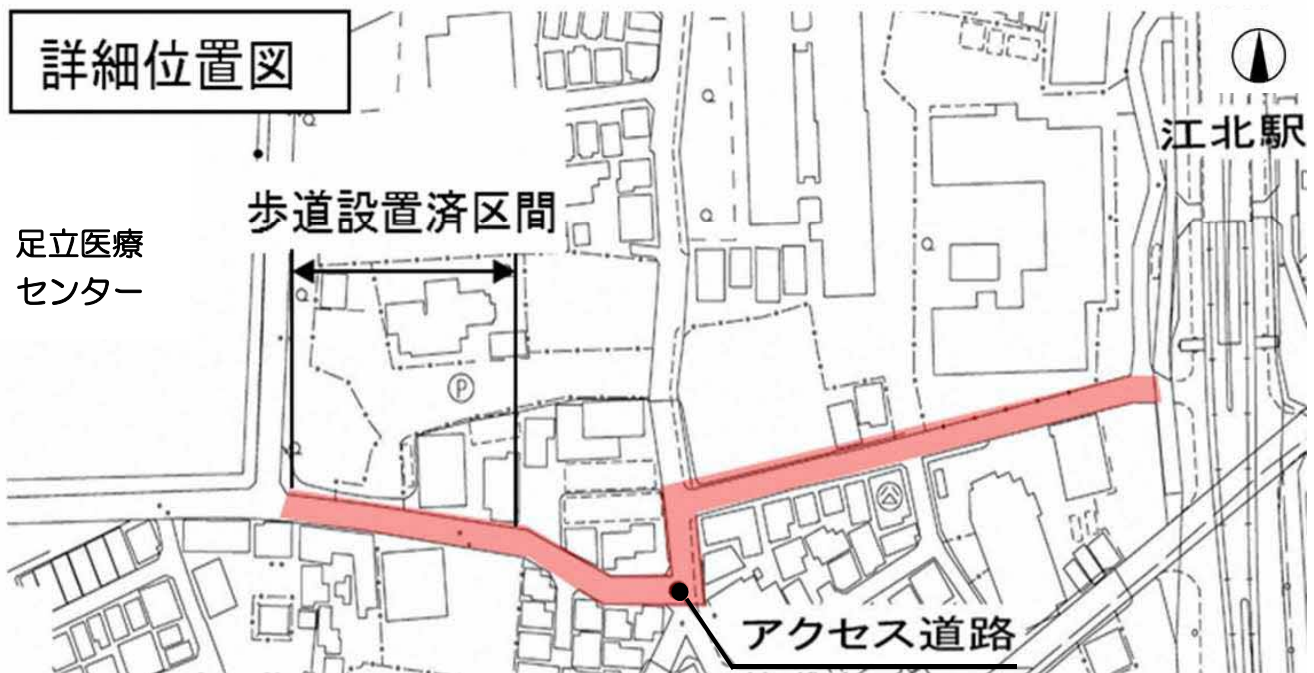 詳細位置図
江北駅
歩道設置済区間
足立医療
センター
P
アクセス道路